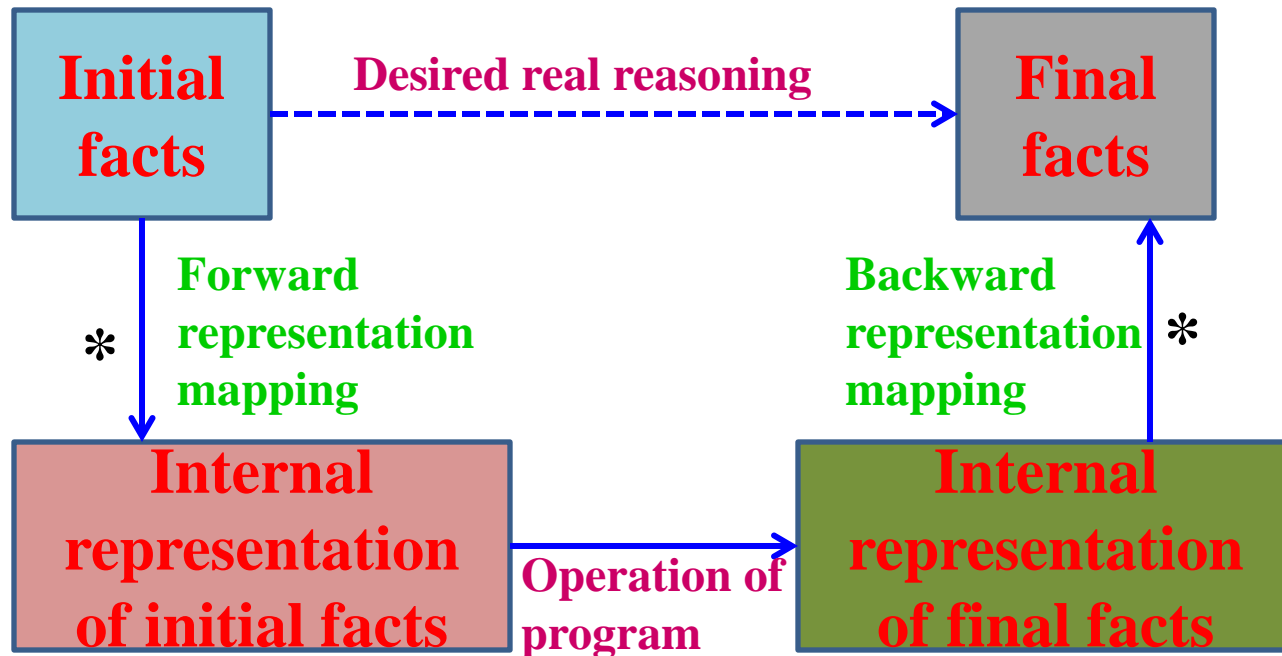 Initial
facts
Desired real reasoning
Final
facts
Forward
representation
mapping
*
Backward
representation
mapping
*
Internal
representation
of initial facts
Operation of
program
Internal
representation
of final facts